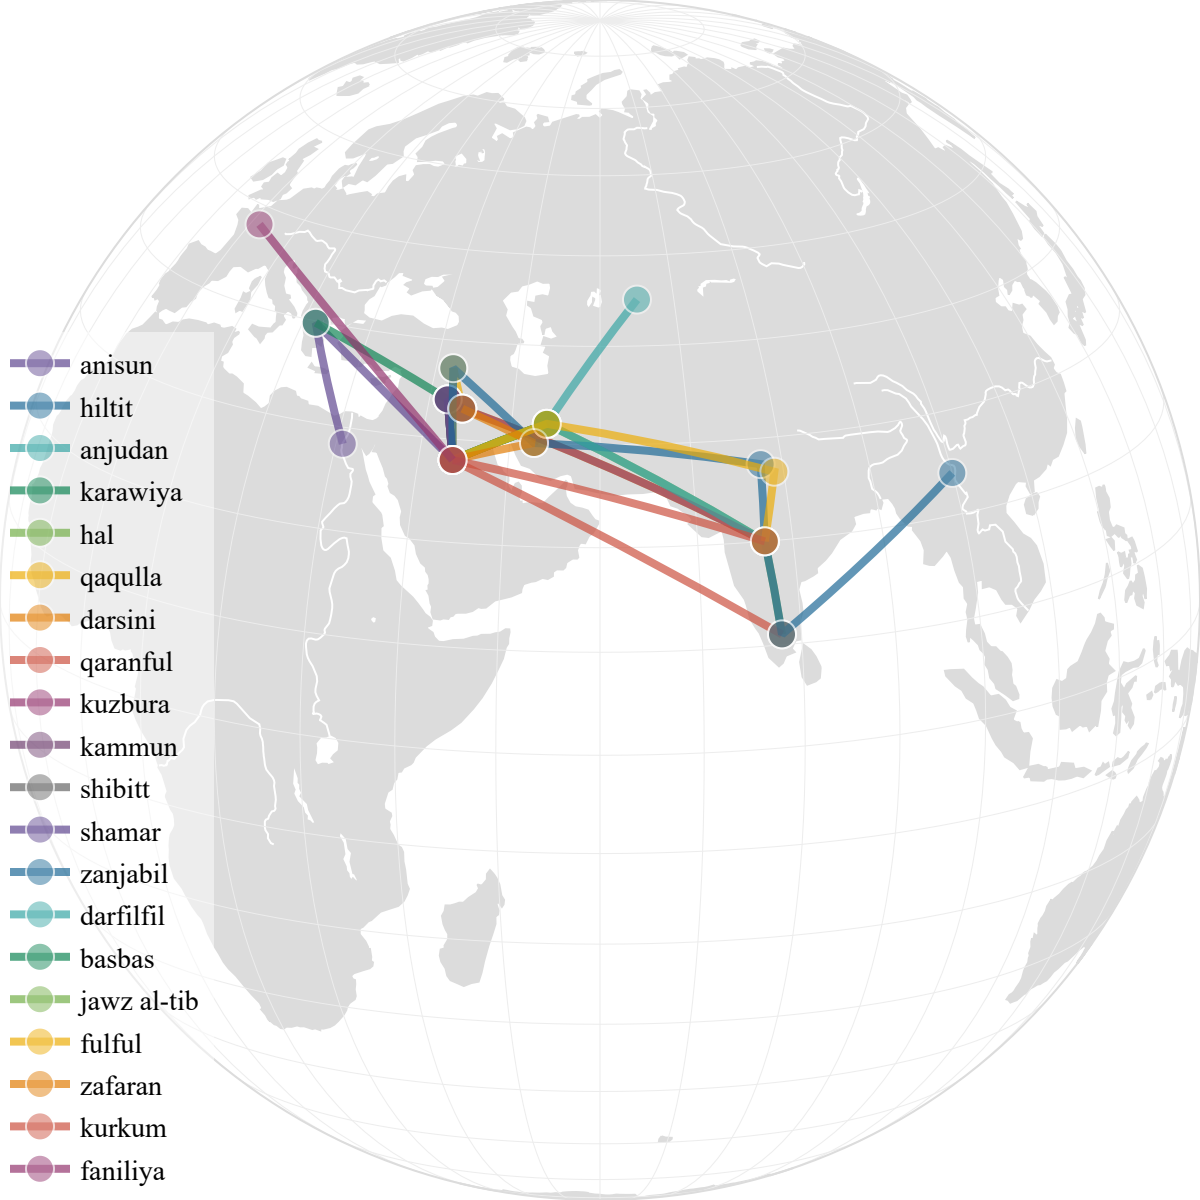 anisun
hiltit
anjudan
karawiya
hal
qaqulla
darsini
qaranful
kuzbura
kammun
shibitt
shamar
zanjabil
darfilfil
basbas
jawz al-tib
fulful
zafaran
kurkum
faniliya